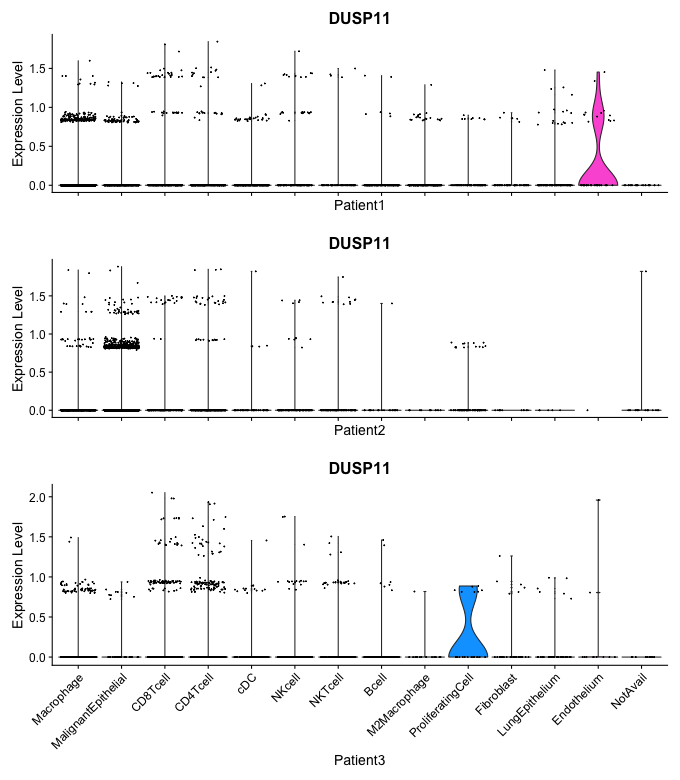 DUSP11
Expression Level
1.5
1.0
0.5
0.0
Patient1
DUSP11
Expression Level
1.5
1.0
0.5
0.0
Patient2
DUSP11
Expression Level
2.0
1.5
1.0
0.5
0.0
Macrophage
MalignantEpithelial
CD8Tcell
CD4Tcell
cDC
NKcell
NKTcell
Bcell
M2Macrophage
ProliferatingCell
Fibroblast
LungEpithelium
Endothelium
NotAvail
Patient3